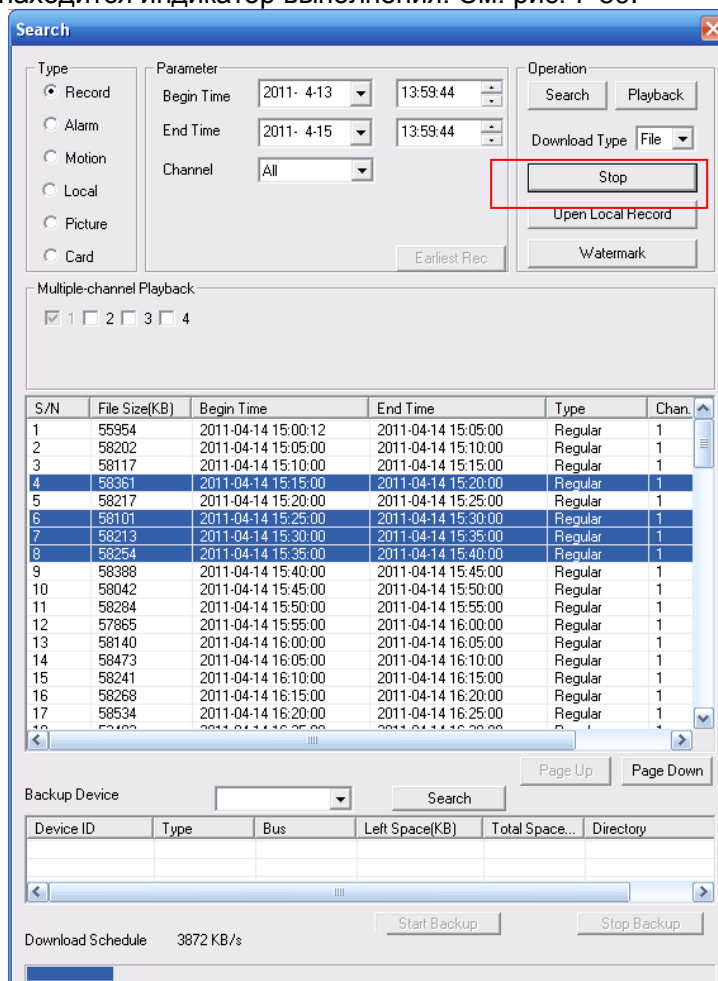 находится индикатор выполнения. См. рис. 7-50.
Search
Type
Record
Alarm
Motion
Local
Picture
Card
Parameter
Begin Time 2011- 4-13 13:59:44
End Time 2011- 4-15 13:59:44
Channel All
Earliest Rec
Operation
Search Playback
Download Type File
Stop
Open Local Record
Watermark
Multiple-channel Playback
1 2 3 4
S/N File Size(KB) Begin Time End Time Type Chan.
1 55954 2011-04-14 15:00:12 2011-04-14 15:05:00 Regular 1
2 58202 2011-04-14 15:05:00 2011-04-14 15:10:00 Regular 1
3 58117 2011-04-14 15:10:00 2011-04-14 15:15:00 Regular 1
4 58361 2011-04-14 15:15:00 2011-04-14 15:20:00 Regular 1
5 58217 2011-04-14 15:20:00 2011-04-14 15:25:00 Regular 1
6 58101 2011-04-14 15:25:00 2011-04-14 15:30:00 Regular 1
7 58213 2011-04-14 15:30:00 2011-04-14 15:35:00 Regular 1
8 58254 2011-04-14 15:35:00 2011-04-14 15:40:00 Regular 1
9 58388 2011-04-14 15:40:00 2011-04-14 15:45:00 Regular 1
10 58042 2011-04-14 15:45:00 2011-04-14 15:50:00 Regular 1
11 58284 2011-04-14 15:50:00 2011-04-14 15:55:00 Regular 1
12 57865 2011-04-14 15:55:00 2011-04-14 16:00:00 Regular 1
13 58140 2011-04-14 16:00:00 2011-04-14 16:05:00 Regular 1
14 58473 2011-04-14 16:05:00 2011-04-14 16:10:00 Regular 1
15 58241 2011-04-14 16:10:00 2011-04-14 16:15:00 Regular 1
16 58268 2011-04-14 16:15:00 2011-04-14 16:20:00 Regular 1
17 58534 2011-04-14 16:20:00 2011-04-14 16:25:00 Regular 1
Page Up Page Down
Backup Device Search
Device ID Type Bus Left Space(KB) Total Space... Directory
Start Backup Stop Backup
Download Schedule 3872 KB/s